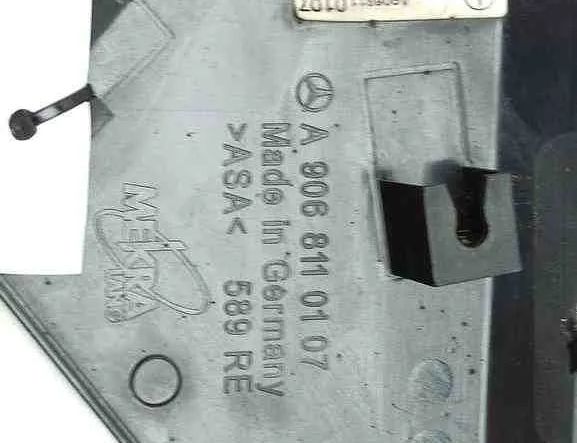 A 906 811 01 07
Made in Germany
>ASA< 589 RE
MEKRA